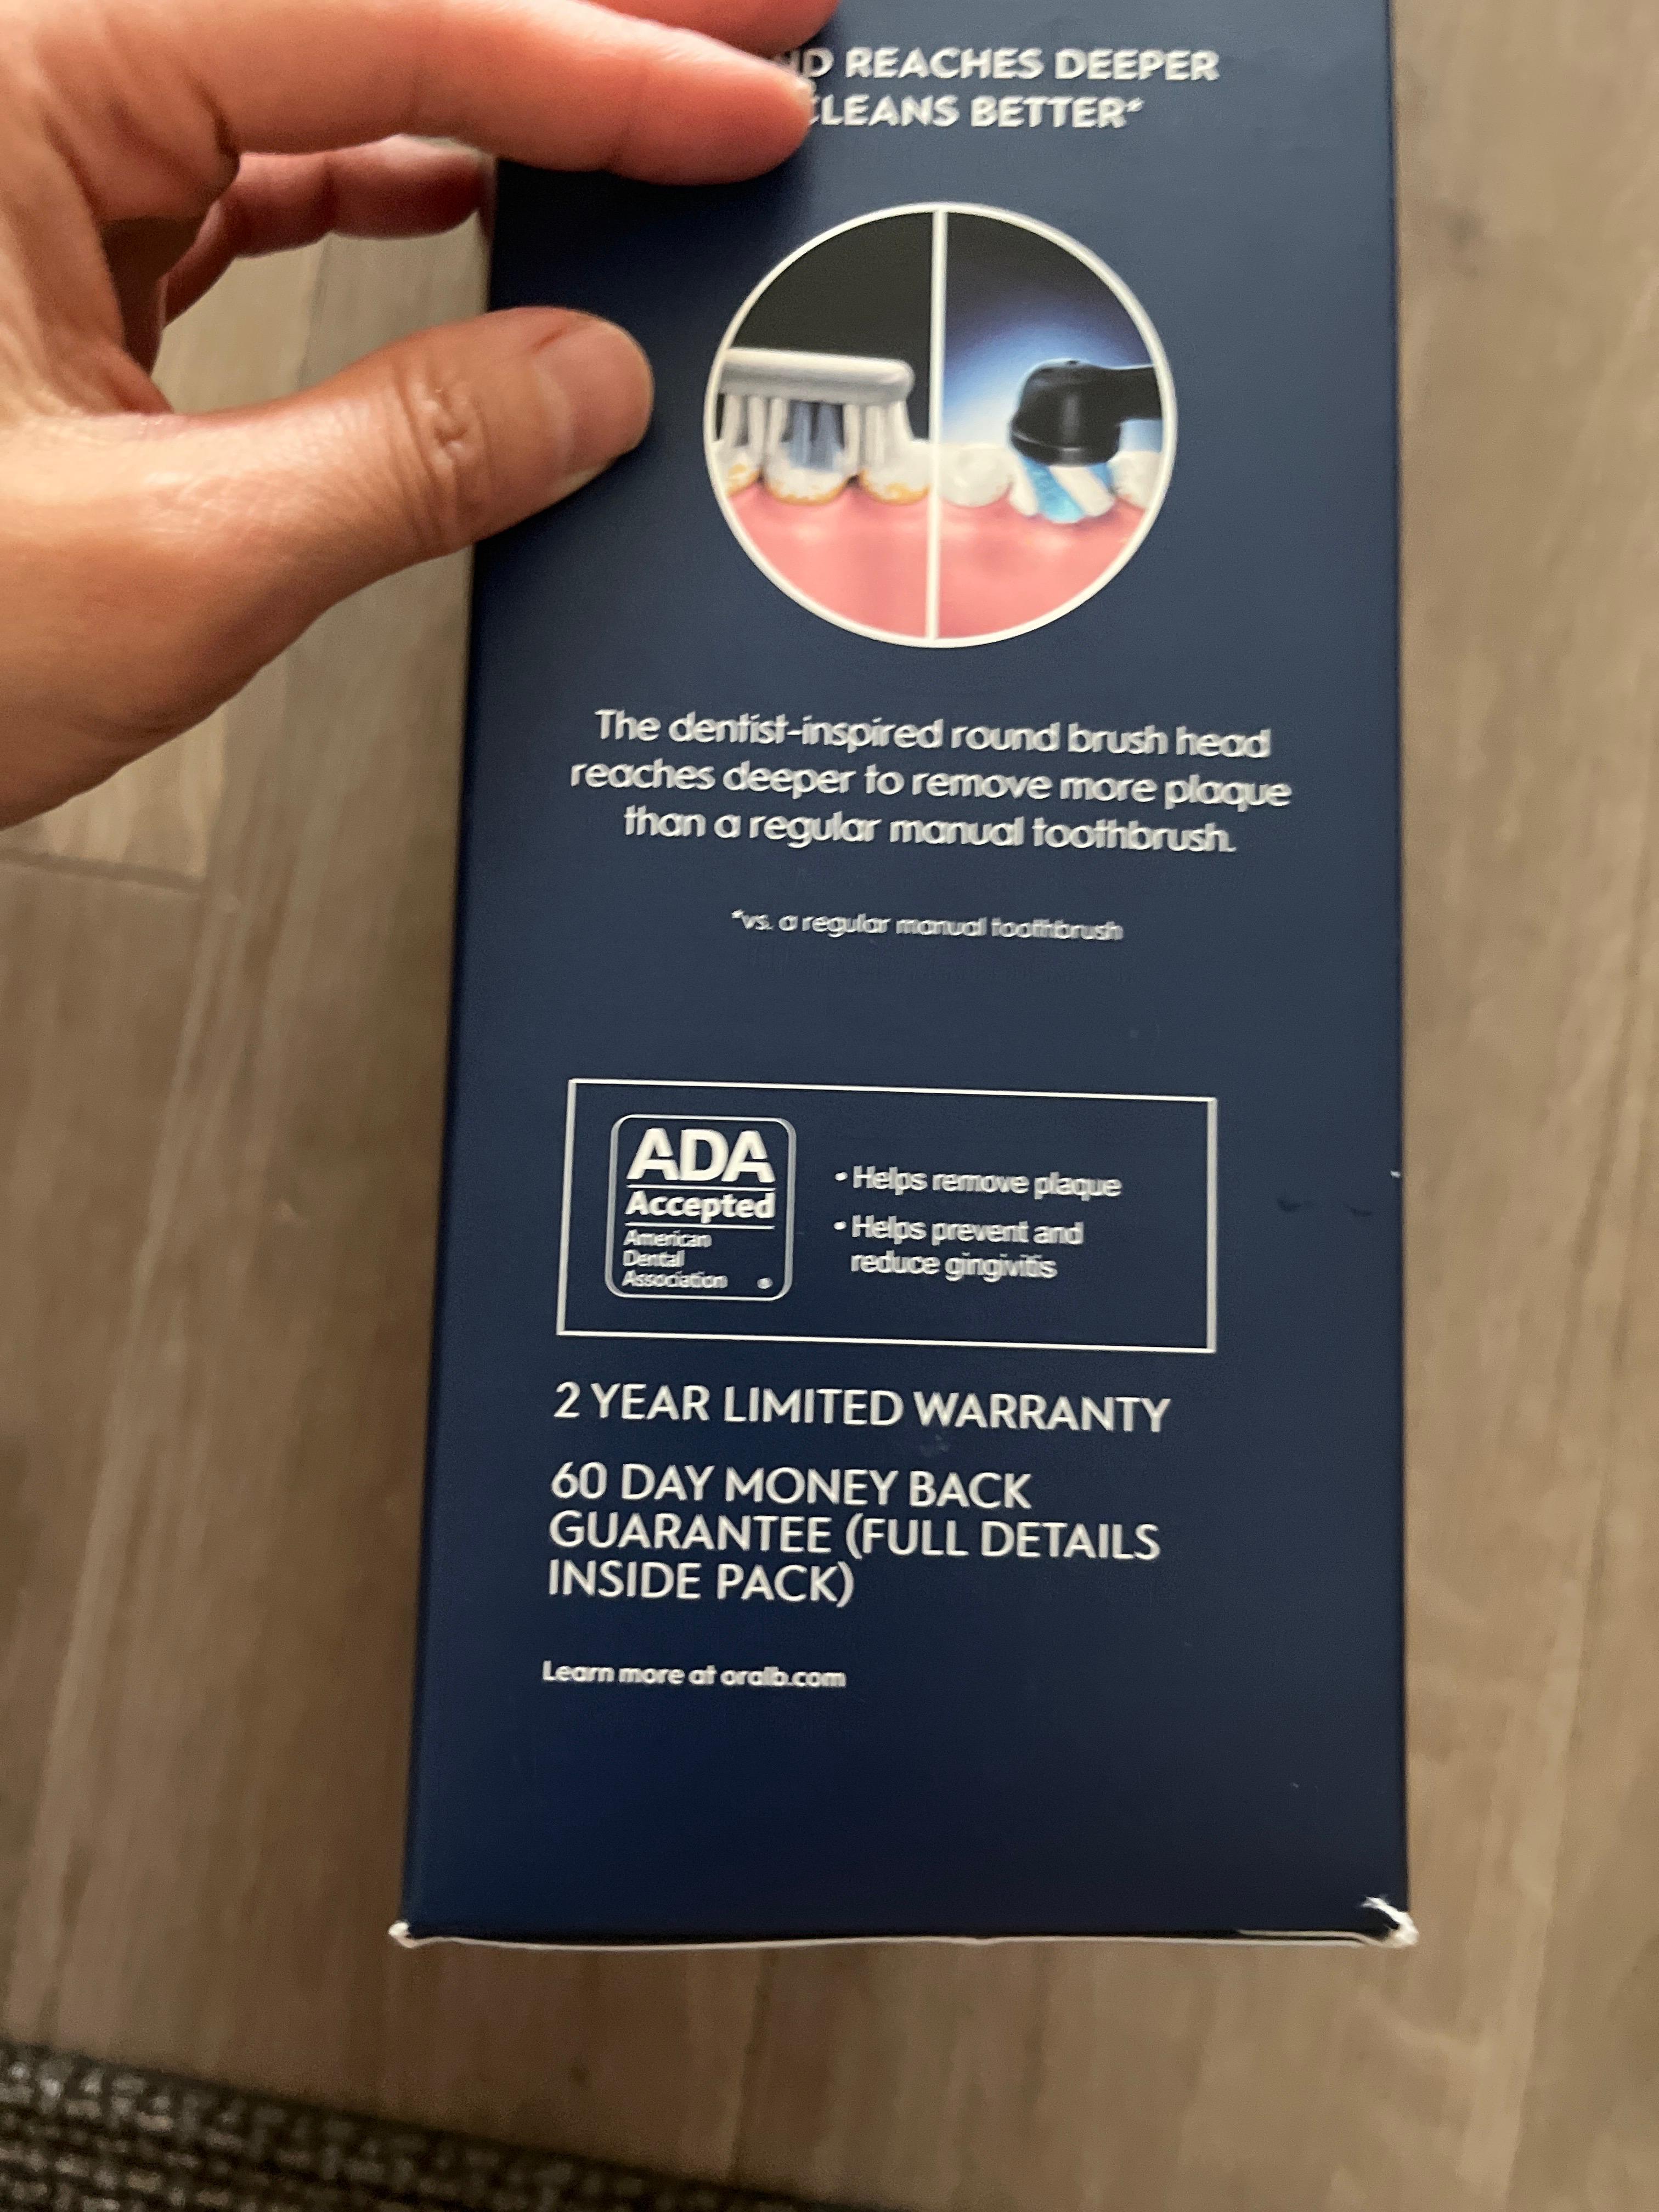 REACHES DEEPER
CLEANS BETTER*
The dentist-inspired round brush head
reaches deeper to remove more plaque
than a regular manual toothbrush.
*vs. a regular manual toothbrush
ADA
Accepted
American
Dental
Association ®
• Helps remove plaque
• Helps prevent and
reduce gingivitis
2 YEAR LIMITED WARRANTY
60 DAY MONEY BACK
GUARANTEE (FULL DETAILS
INSIDE PACK)
Learn more at oralb.com